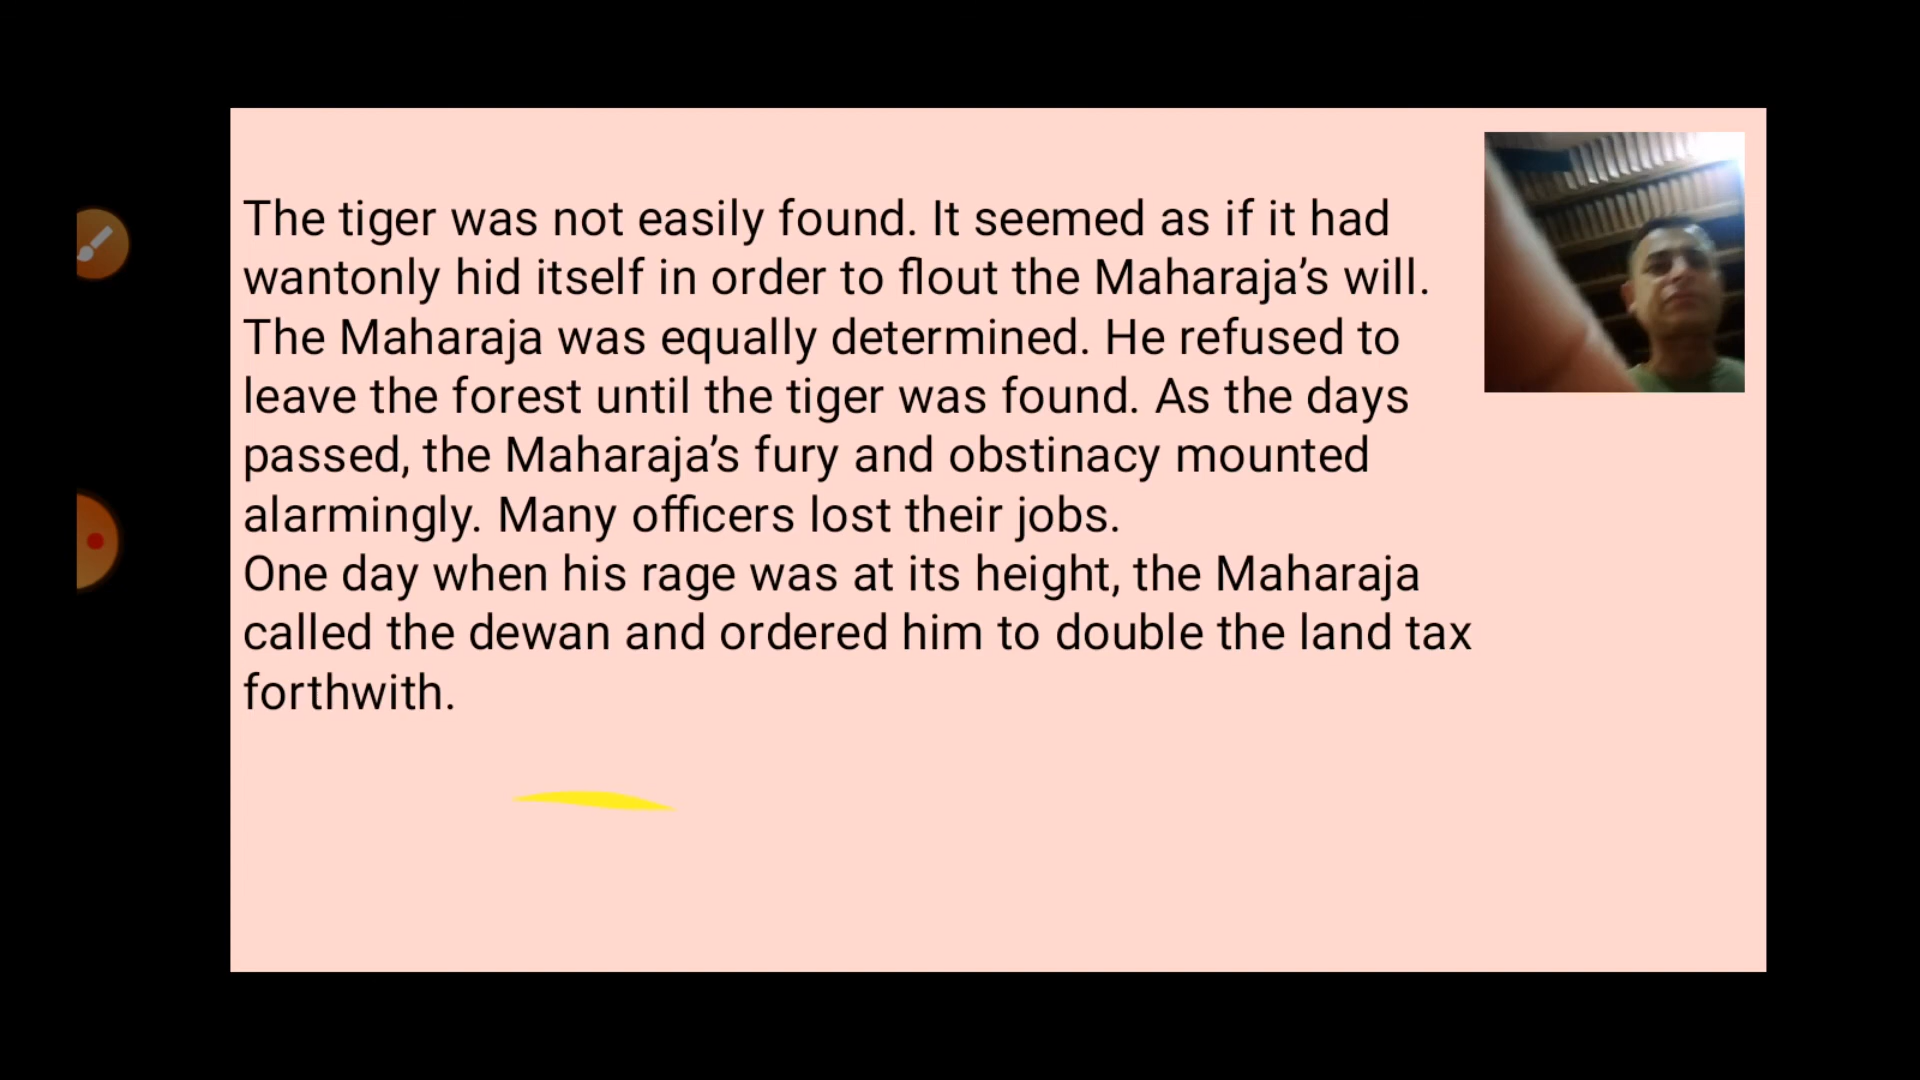 The tiger was not easily found. It seemed as if it had
wantonly hid itself in order to flout the Maharaja’s will.
The Maharaja was equally determined. He refused to
leave the forest until the tiger was found. As the days
passed, the Maharaja’s fury and obstinacy mounted
alarmingly. Many officers lost their jobs.
One day when his rage was at its height, the Maharaja
called the dewan and ordered him to double the land tax
forthwith.